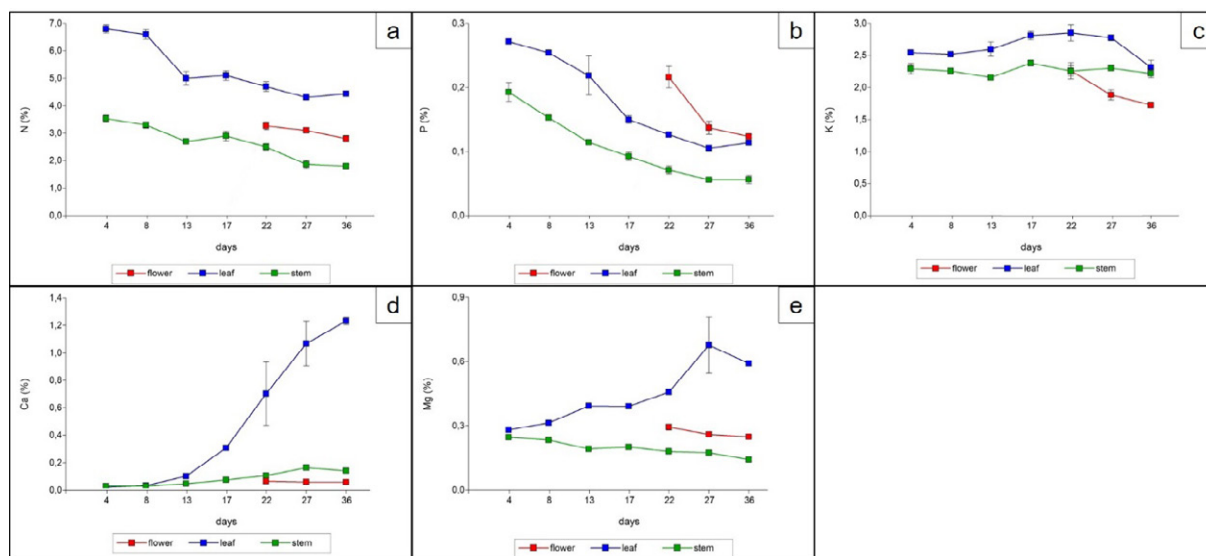 a
7,0
6,0
5,0
4,0
3,0
2,0
1,0
0,0
N (%)
4 8 13 17 22 27 36
days
flower leaf stem
b
0,3
0,2
0,1
0,0
P (%)
4 8 13 17 22 27 36
days
flower leaf stem
c
3,0
2,5
2,0
1,5
1,0
0,5
0,0
K (%)
4 8 13 17 22 27 36
days
flower leaf stem
d
1,4
1,2
1,0
0,8
0,6
0,4
0,2
0,0
Ca (%)
4 8 13 17 22 27 36
days
flower leaf stem
e
0,9
0,6
0,3
0,0
Mg (%)
4 8 13 17 22 27 36
days
flower leaf stem